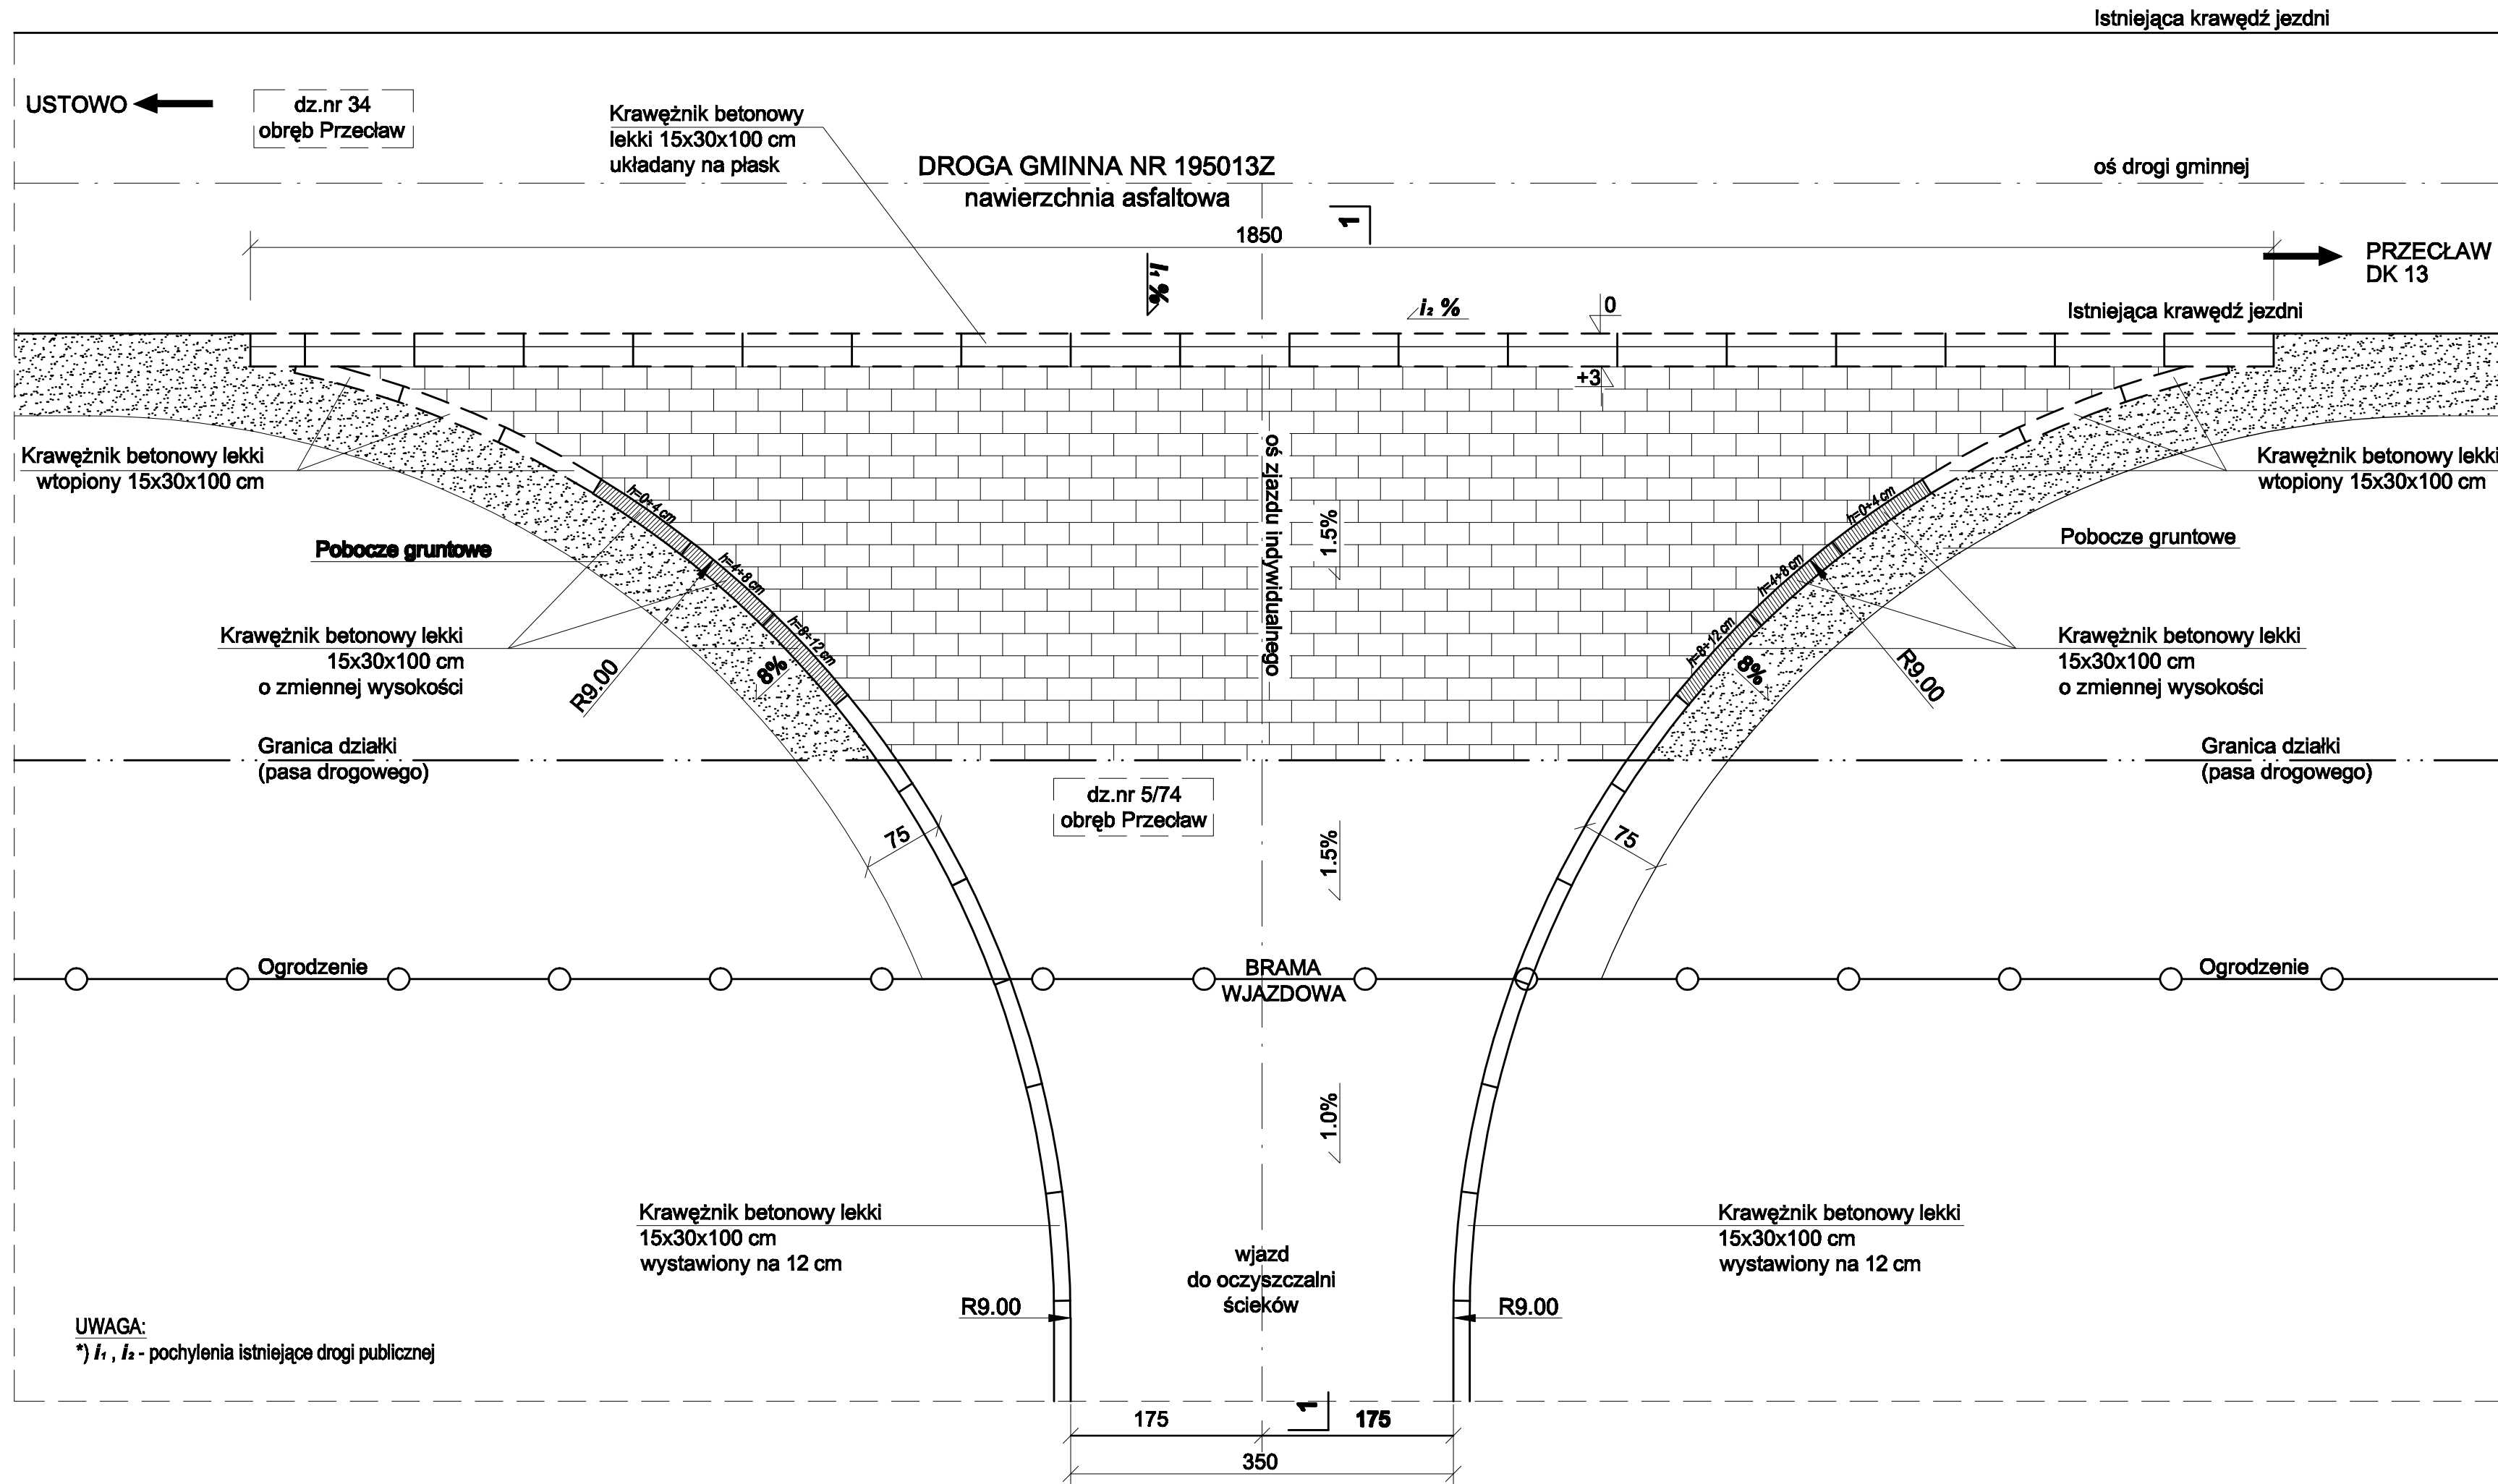 Istniejąca krawędź jezdni
USTOWO
dz.nr 34
obręb Przecław
Krawężnik betonowy
lekki 15x30x100 cm
układany na płask
DROGA GMINNA NR 195013Z
nawierzchnia asfaltowa
oś drogi gminnej
1
1850
PRZECŁAW
DK 13
i₁ %
i₂ %
0
Istniejąca krawędź jezdni
+3
Krawężnik betonowy lekki
wtopiony 15x30x100 cm
Krawężnik betonowy lekki
wtopiony 15x30x100 cm
oś zjazdu indywidualnego
h=0÷4 cm
h=0÷4 cm
1.5%
Pobocze gruntowe
Pobocze gruntowe
h=4÷8 cm
h=4÷8 cm
h=8÷12 cm
h=8÷12 cm
Krawężnik betonowy lekki
15x30x100 cm
o zmiennej wysokości
R9.00
8%
8%
R9.00
Krawężnik betonowy lekki
15x30x100 cm
o zmiennej wysokości
Granica działki
(pasa drogowego)
Granica działki
(pasa drogowego)
dz.nr 5/74
obręb Przecław
75
1.5%
75
Ogrodzenie
BRAMA
WJAZDOWA
Ogrodzenie
1.0%
Krawężnik betonowy lekki
15x30x100 cm
wystawiony na 12 cm
Krawężnik betonowy lekki
15x30x100 cm
wystawiony na 12 cm
wjazd
do oczyszczalni
ścieków
R9.00
R9.00
UWAGA:
*) i₁ , i₂ - pochylenia istniejące drogi publicznej
175
1
175
350